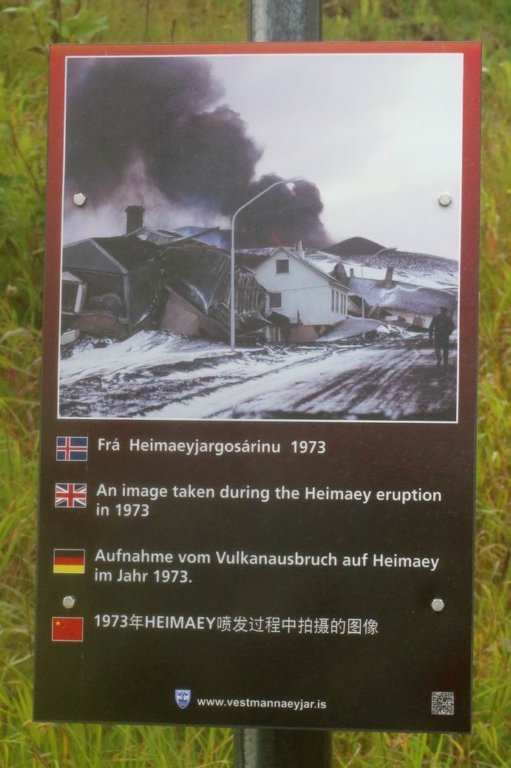 Frá Heimaeyjargosárinu 1973
An image taken during the Heimaey eruption
in 1973
Aufnahme vom Vulkanausbruch auf Heimaey
im Jahr 1973.
1973年HEIMAEY喷发过程中拍摄的图像
www.vestmannaeyjar.is